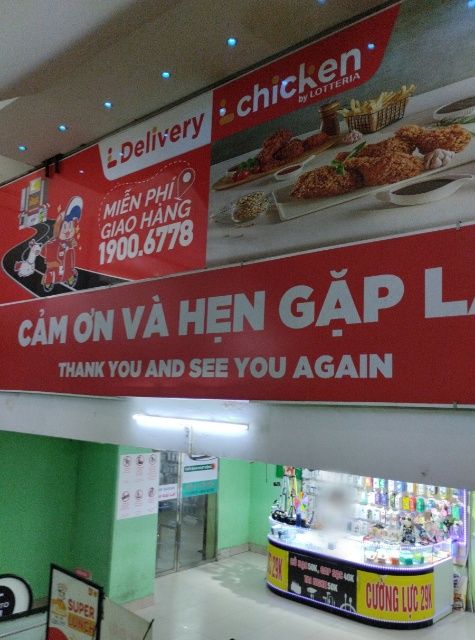 L Delivery
L chicken
by LOTTERIA
MIỄN PHÍ
GIAO HÀNG
1900.6778
CẢM ƠN VÀ HẸN GẶP L
THANK YOU AND SEE YOU AGAIN
CƯỜNG LỰC 29K
SUPER